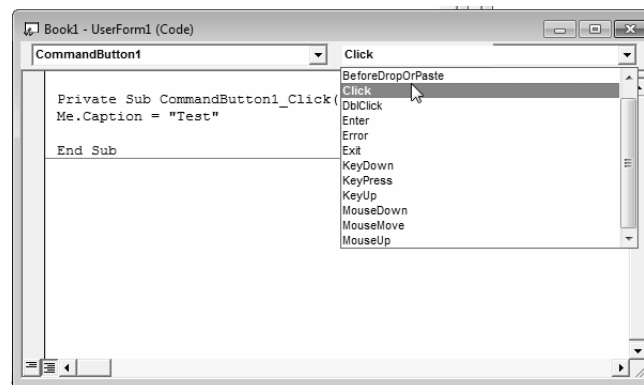 Book1 - UserForm1 (Code)
CommandButton1
Click
Private Sub CommandButton1_Click(
Me.Caption = "Test"
End Sub
BeforeDropOrPaste
Click
DblClick
Enter
Error
Exit
KeyDown
KeyPress
KeyUp
MouseDown
MouseMove
MouseUp